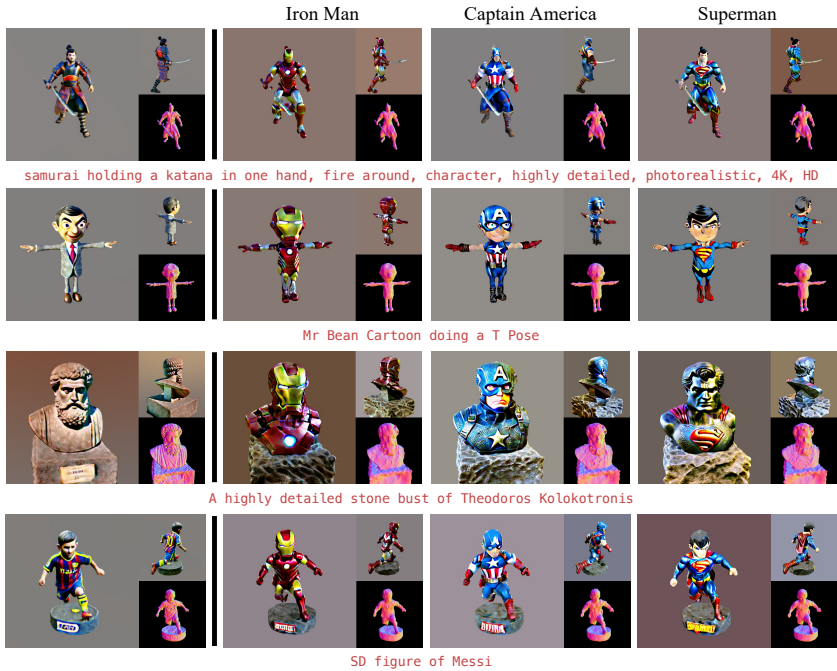 Iron Man Captain America Superman
samurai holding a katana in one hand, fire around, character, highly detailed, photorealistic, 4K, HD
Mr Bean Cartoon doing a T Pose
A highly detailed stone bust of Theodoros Kolokotronis
SD figure of Messi